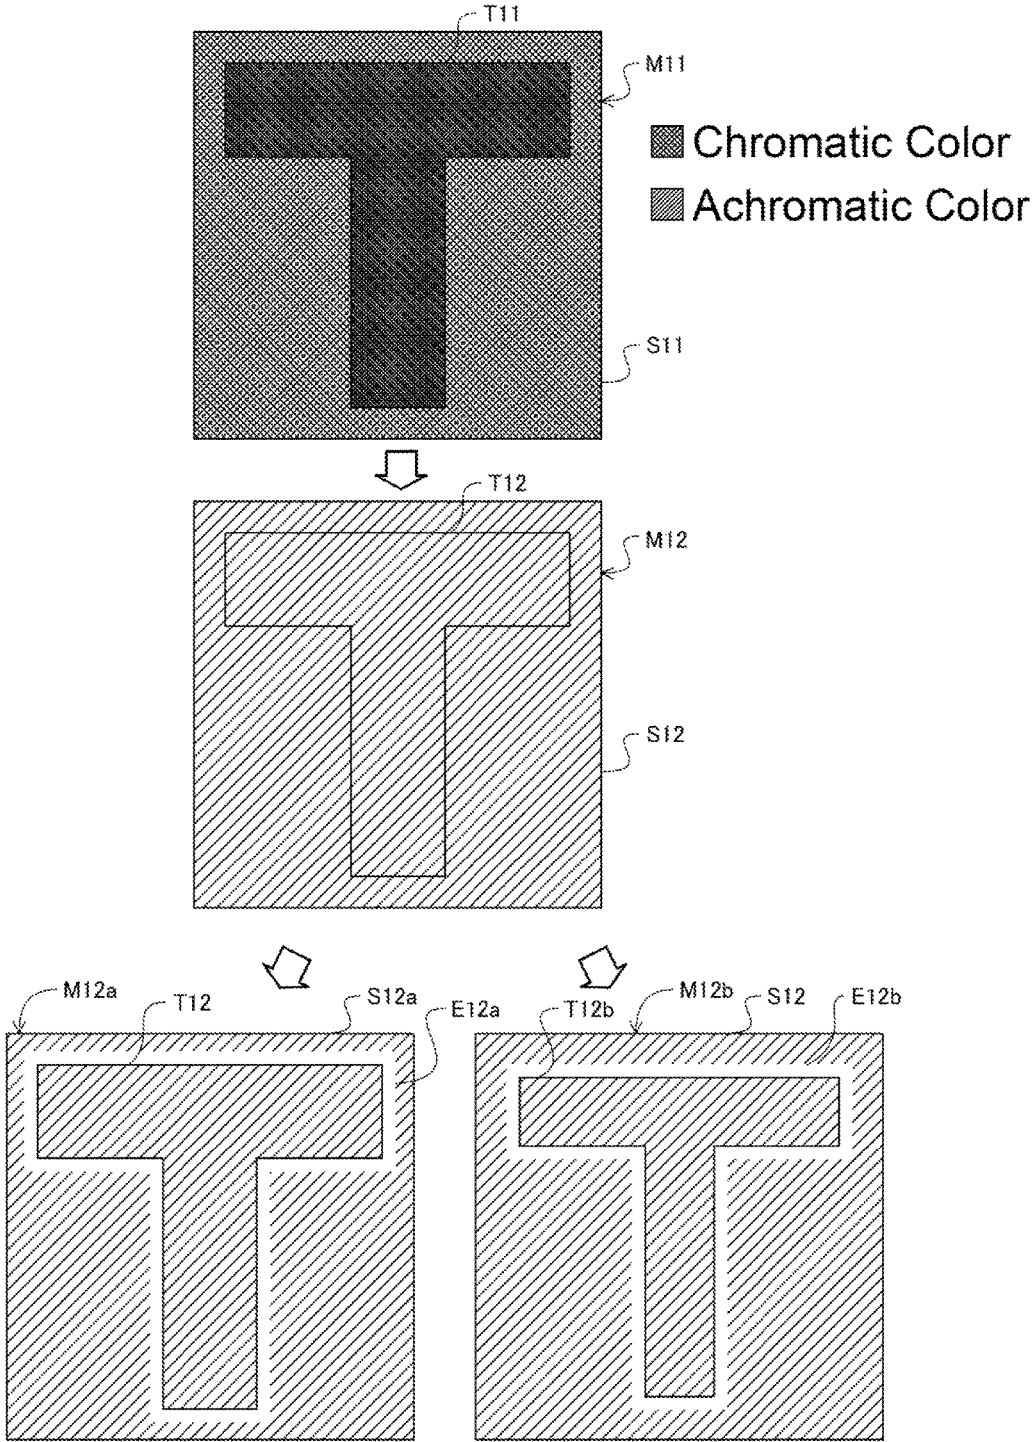 T11
M11
Chromatic Color
Achromatic Color
S11
T12
M12
S12
M12a
T12
S12a
E12a
M12b
T12b
S12
E12b